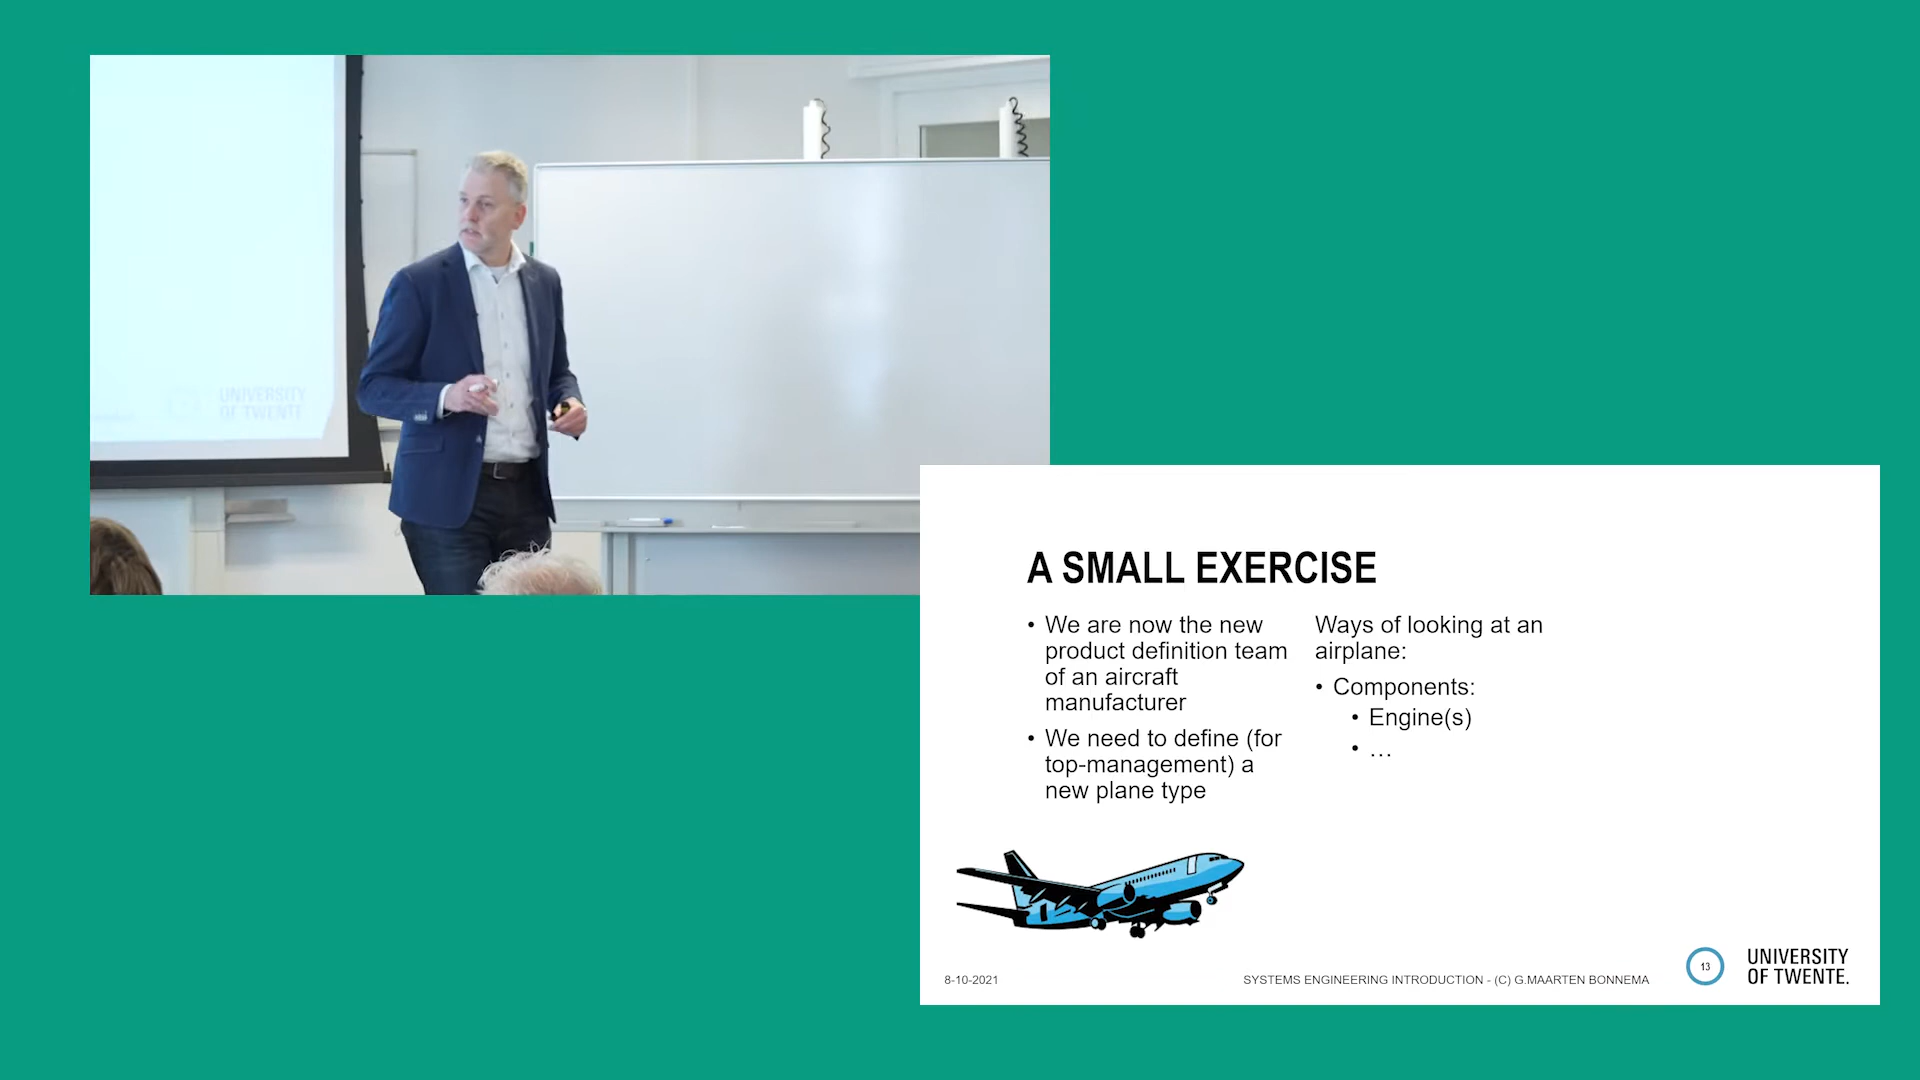 UNIVERSITY
OF TWENTE.
A SMALL EXERCISE
• We are now the new
product definition team
of an aircraft
manufacturer
• We need to define (for
top-management) a
new plane type
Ways of looking at an
airplane:
• Components:
• Engine(s)
• …
8-10-2021
SYSTEMS ENGINEERING INTRODUCTION - (C) G.MAARTEN BONNEMA
13
UNIVERSITY
OF TWENTE.